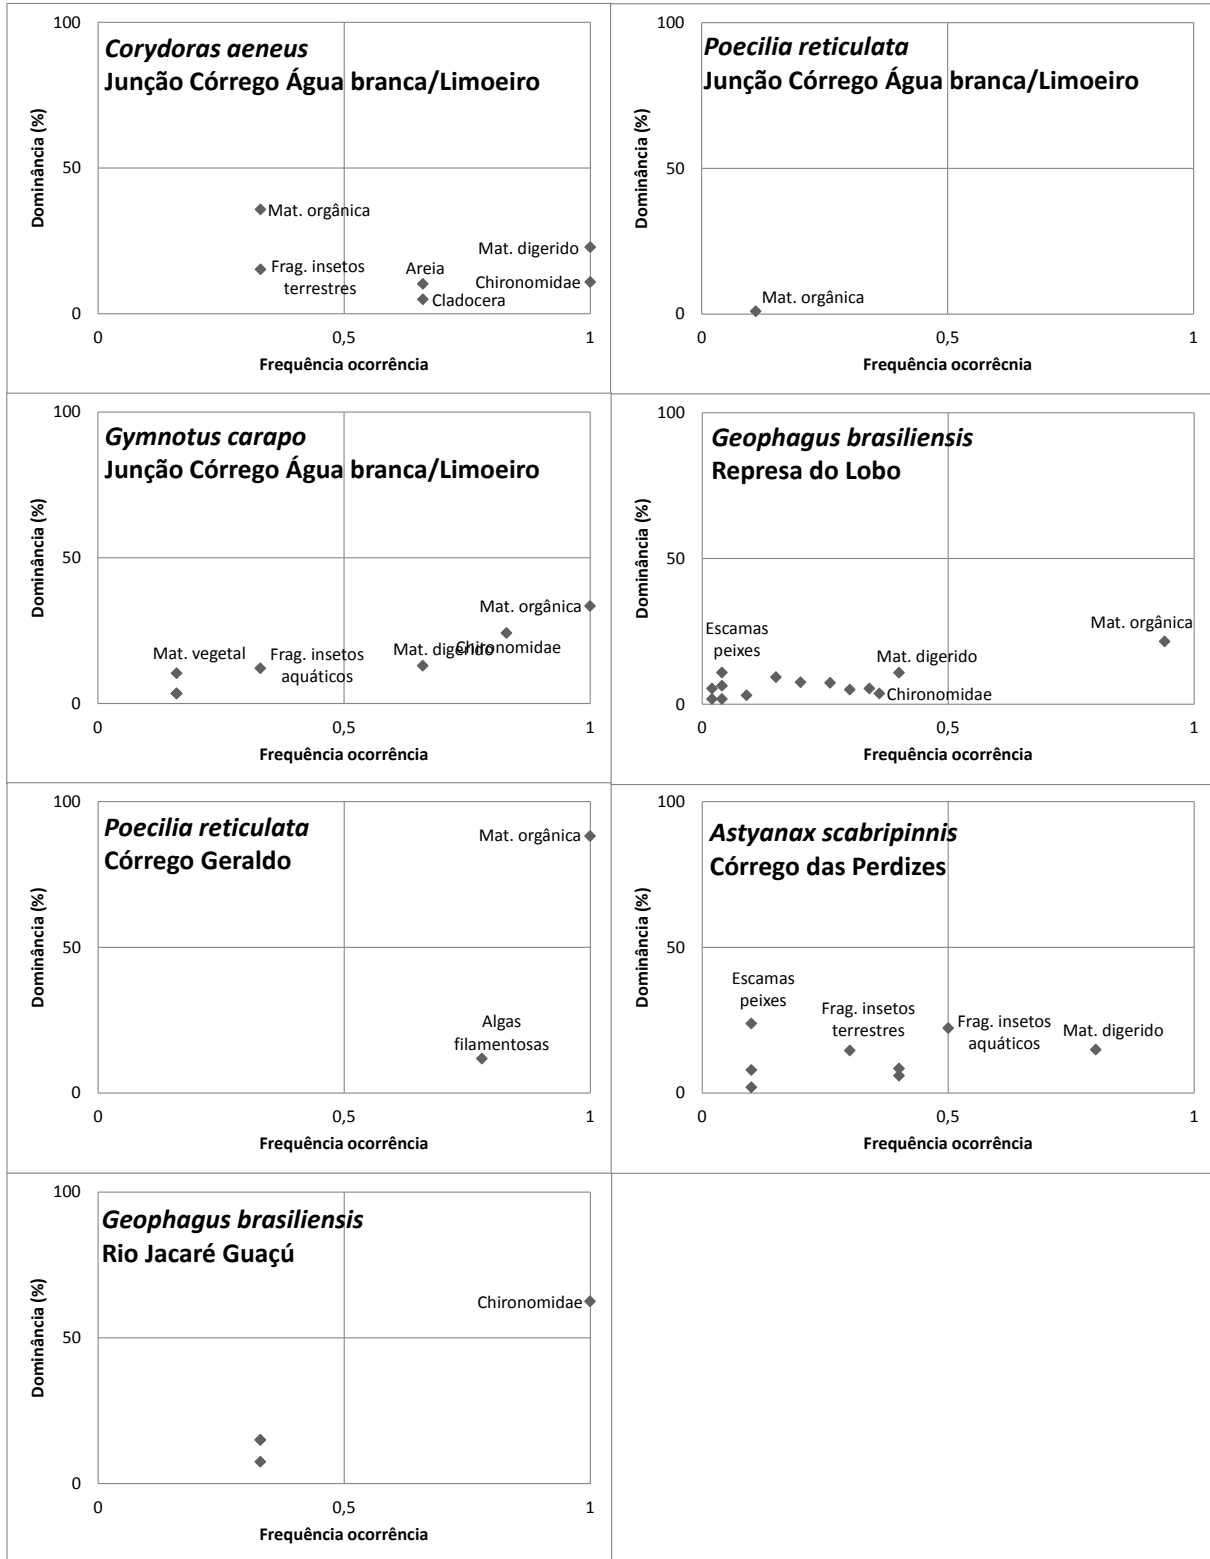 100
Corydoras aeneus
Junção Córrego Água branca/Limoeiro
Dominância (%)
50
Mat. orgânica
Mat. digerido
Frag. insetos
terrestres
Areia
Chironomidae
Cladocera
0
0
0,5
1
Frequência ocorrência
100
Poecilia reticulata
Junção Córrego Água branca/Limoeiro
Dominância (%)
50
Mat. orgânica
0
0
0,5
1
Frequência ocorrêcnia
100
Gymnotus carapo
Junção Córrego Água branca/Limoeiro
Dominância (%)
50
Mat. orgânica
Mat. vegetal
Frag. insetos
aquáticos
Mat. digerido
Chironomidae
0
0
0,5
1
Frequência ocorrência
100
Geophagus brasiliensis
Represa do Lobo
Dominância (%)
50
Escamas
peixes
Mat. orgânica
Mat. digerido
Chironomidae
0
0
0,5
1
Frequência ocorrência
100
Poecilia reticulata
Córrego Geraldo
Mat. orgânica
Dominância (%)
50
Algas
filamentosas
0
0
0,5
1
Frequência ocorrência
100
Astyanax scabripinnis
Córrego das Perdizes
Dominância (%)
50
Escamas
peixes
Frag. insetos
terrestres
Frag. insetos
aquáticos
Mat. digerido
0
0
0,5
1
Frequência ocorrência
100
Geophagus brasiliensis
Rio Jacaré Guaçú
Chironomidae
Dominância (%)
50
0
0
0,5
1
Frequência ocorrência